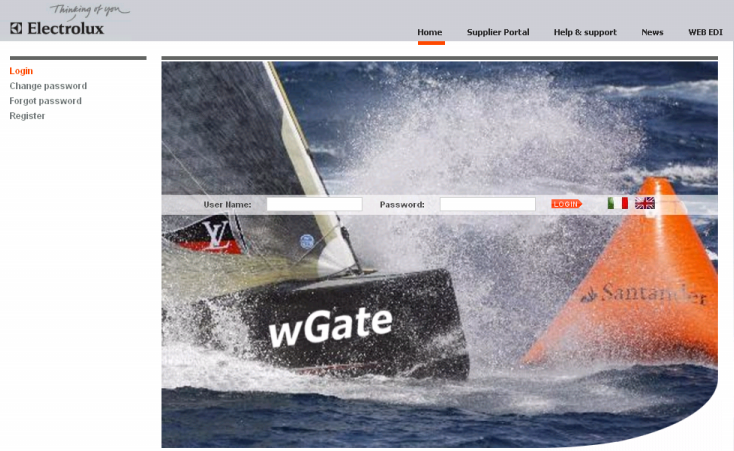 Thinking of you
Electrolux
Home Supplier Portal Help & support News WEB EDI
Login
Change password
Forgot password
Register
User Name: Password: LOGIN
LV
wGate
Santander